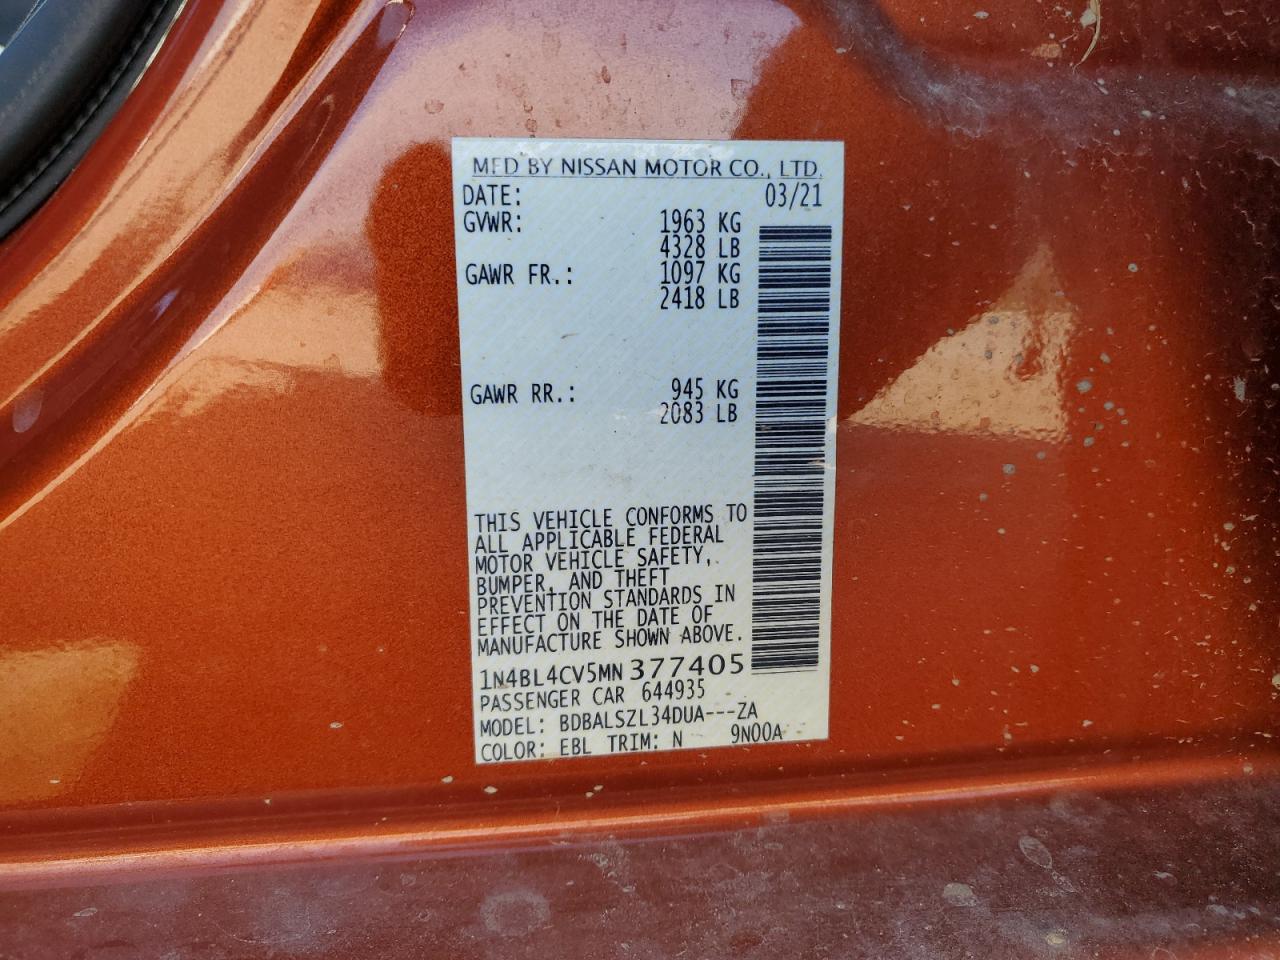 MFD BY NISSAN MOTOR CO., LTD.
DATE: 03/21
GVWR: 1963 KG
4328 LB
GAWR FR.: 1097 KG
2418 LB
GAWR RR.: 945 KG
2083 LB
THIS VEHICLE CONFORMS TO
ALL APPLICABLE FEDERAL
MOTOR VEHICLE SAFETY,
BUMPER, AND THEFT
PREVENTION STANDARDS IN
EFFECT ON THE DATE OF
MANUFACTURE SHOWN ABOVE.
1N4BL4CV5MN377405
PASSENGER CAR 644935
MODEL: BDBALSZL34DUA---ZA
COLOR: EBL TRIM: N 9N00A